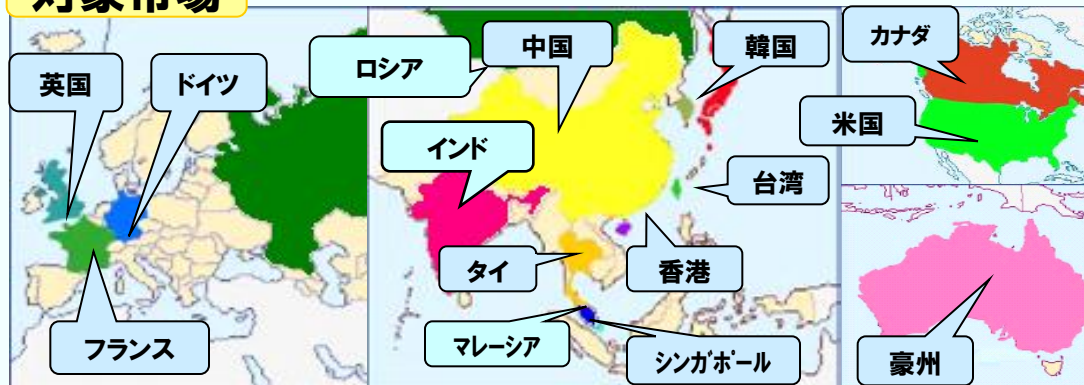 対象市場
英国
ドイツ
フランス
ロシア
中国
韓国
インド
台湾
タイ
香港
マレーシア
シンガポール
カナダ
米国
豪州